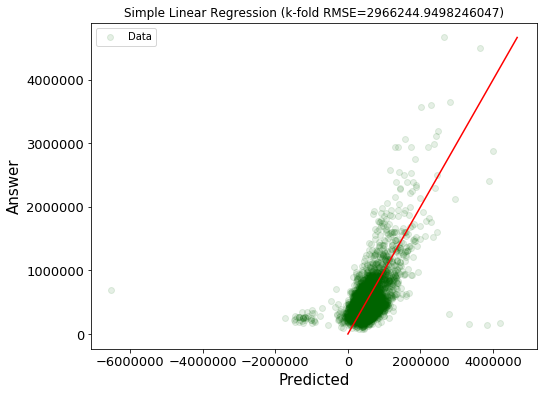 Simple Linear Regression (k-fold RMSE=2966244.9498246047)
Data
4000000
3000000
2000000
1000000
0
Answer
−6000000 −4000000 −2000000 0 2000000 4000000
Predicted